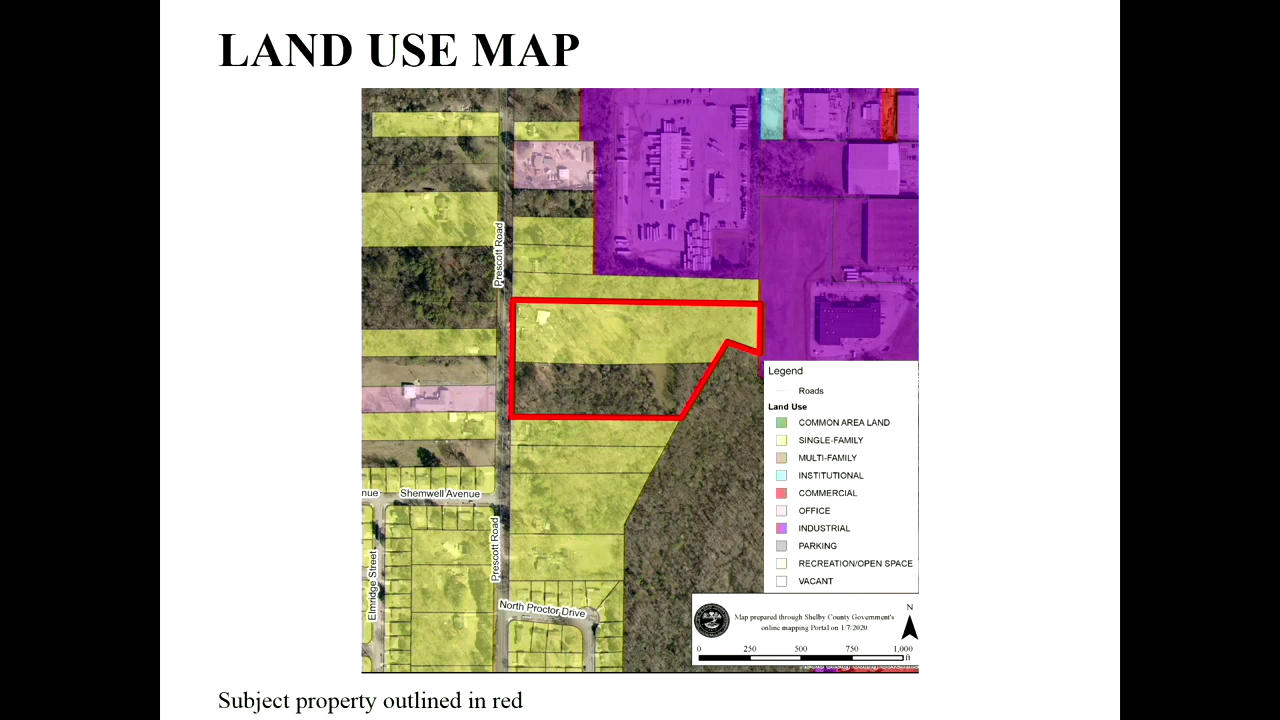 LAND USE MAP
Prescott Road
Shemwell Avenue
nue
Elmridge Street
Prescott Road
North Proctor Drive
Legend
Roads
Land Use
COMMON AREA LAND
SINGLE-FAMILY
MULTI-FAMILY
INSTITUTIONAL
COMMERCIAL
OFFICE
INDUSTRIAL
PARKING
RECREATION/OPEN SPACE
VACANT
Map prepared through Shelby County Government's
online mapping Portal on 1/7/2020
N
0 250 500 750 1,000
ft
Subject property outlined in red